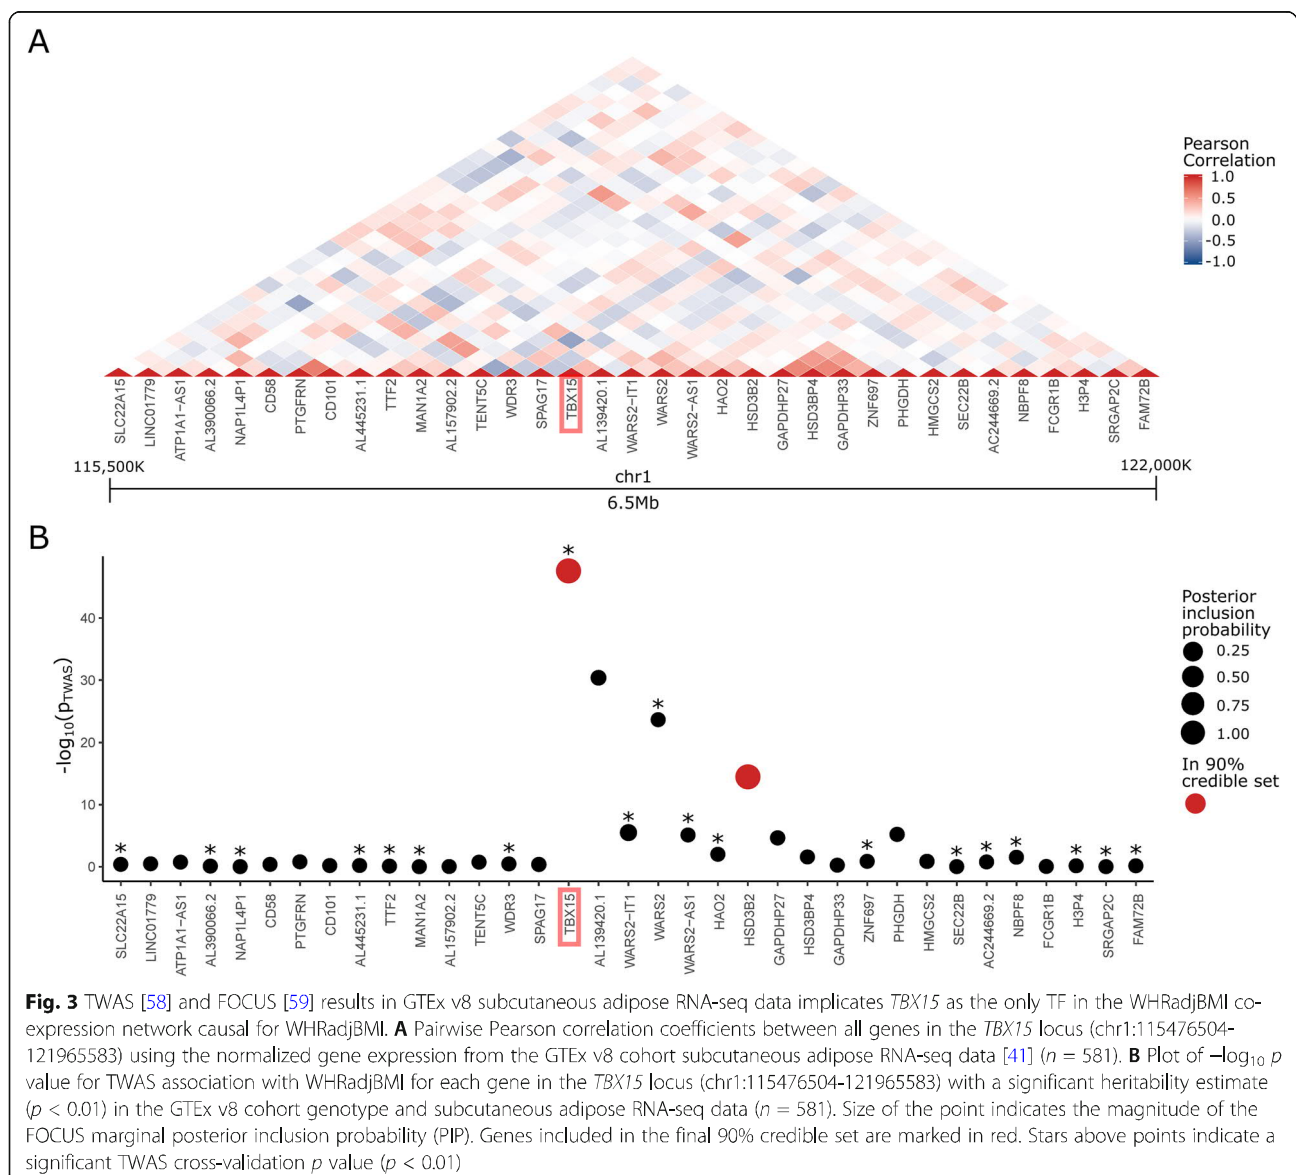 A
Pearson
Correlation
1.0
0.5
0.0
-0.5
-1.0
SLC22A15
LINC01779
ATP1A1−AS1
AL390066.2
NAP1L4P1
CD58
PTGFRN
CD101
AL445231.1
TTF2
MAN1A2
AL157902.2
TENT5C
WDR3
SPAG17
TBX15
AL139420.1
WARS2−IT1
WARS2
WARS2−AS1
HAO2
HSD3B2
GAPDHP27
HSD3BP4
GAPDHP33
ZNF697
PHGDH
HMGCS2
SEC22B
AC244669.2
NBPF8
FCGR1B
H3P4
SRGAP2C
FAM72B
115,500K
122,000K
chr1
6.5Mb
B
-log10(pTWAS)
40
30
20
10
0
* * * * * * * * * * * * * * * * * * * *
Posterior
inclusion
probability
0.25
0.50
0.75
1.00
In 90%
credible set
SLC22A15
LINC01779
ATP1A1−AS1
AL390066.2
NAP1L4P1
CD58
PTGFRN
CD101
AL445231.1
TTF2
MAN1A2
AL157902.2
TENT5C
WDR3
SPAG17
TBX15
AL139420.1
WARS2−IT1
WARS2
WARS2−AS1
HAO2
HSD3B2
GAPDHP27
HSD3BP4
GAPDHP33
ZNF697
PHGDH
HMGCS2
SEC22B
AC244669.2
NBPF8
FCGR1B
H3P4
SRGAP2C
FAM72B
Fig. 3 TWAS [58] and FOCUS [59] results in GTEx v8 subcutaneous adipose RNA-seq data implicates TBX15 as the only TF in the WHRadjBMI co-
expression network causal for WHRadjBMI. A Pairwise Pearson correlation coefficients between all genes in the TBX15 locus (chr1:115476504-
121965583) using the normalized gene expression from the GTEx v8 cohort subcutaneous adipose RNA-seq data [41] (n = 581). B Plot of −log10 p
value for TWAS association with WHRadjBMI for each gene in the TBX15 locus (chr1:115476504-121965583) with a significant heritability estimate
(p < 0.01) in the GTEx v8 cohort genotype and subcutaneous adipose RNA-seq data (n = 581). Size of the point indicates the magnitude of the
FOCUS marginal posterior inclusion probability (PIP). Genes included in the final 90% credible set are marked in red. Stars above points indicate a
significant TWAS cross-validation p value (p < 0.01)